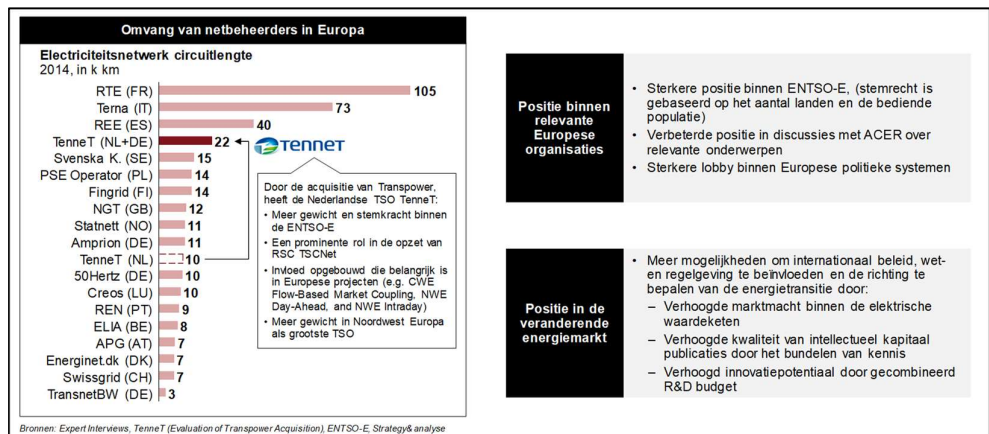 Omvang van netbeheerders in Europa
Electriciteitsnetwerk circuitlengte
2014, in k km
RTE (FR) 105
Terna (IT) 73
REE (ES) 40
TenneT (NL+DE) 22
Svenska K. (SE) 15
PSE Operator (PL) 14
Fingrid (FI) 14
NGT (GB) 12
Statnett (NO) 11
Amprion (DE) 11
TenneT (NL) 10
50Hertz (DE) 10
Creos (LU) 10
REN (PT) 9
ELIA (BE) 8
APG (AT) 7
Energinet.dk (DK) 7
Swissgrid (CH) 7
TransnetBW (DE) 3
TENNET
Door de acquisitie van Transpower,
heeft de Nederlandse TSO TenneT:
• Meer gewicht en stemkracht binnen
de ENTSO-E
• Een prominente rol in de opzet van
RSC TSCNet
• Invloed opgebouwd die belangrijk is
in Europese projecten (e.g. CWE
Flow-Based Market Coupling, NWE
Day-Ahead, and NWE Intraday)
• Meer gewicht in Noordwest Europa
als grootste TSO
Positie binnen
relevante
Europese
organisaties
• Sterkere positie binnen ENTSO-E, (stemrecht is
gebaseerd op het aantal landen en de bediende
populatie)
• Verbeterde positie in discussies met ACER over
relevante onderwerpen
• Sterkere lobby binnen Europese politieke systemen
Positie in de
veranderende
energiemarkt
• Meer mogelijkheden om internationaal beleid, wet-
en regelgeving te beïnvloeden en de richting te
bepalen van de energietransitie door:
– Verhoogde marktmacht binnen de elektrische
waardeketen
– Verhoogde kwaliteit van intellectueel kapitaal
publicaties door het bundelen van kennis
– Verhoogd innovatiepotentiaal door gecombineerd
R&D budget
Bronnen: Expert Interviews, TenneT (Evaluation of Transpower Acquisition), ENTSO-E, Strategy& analyse